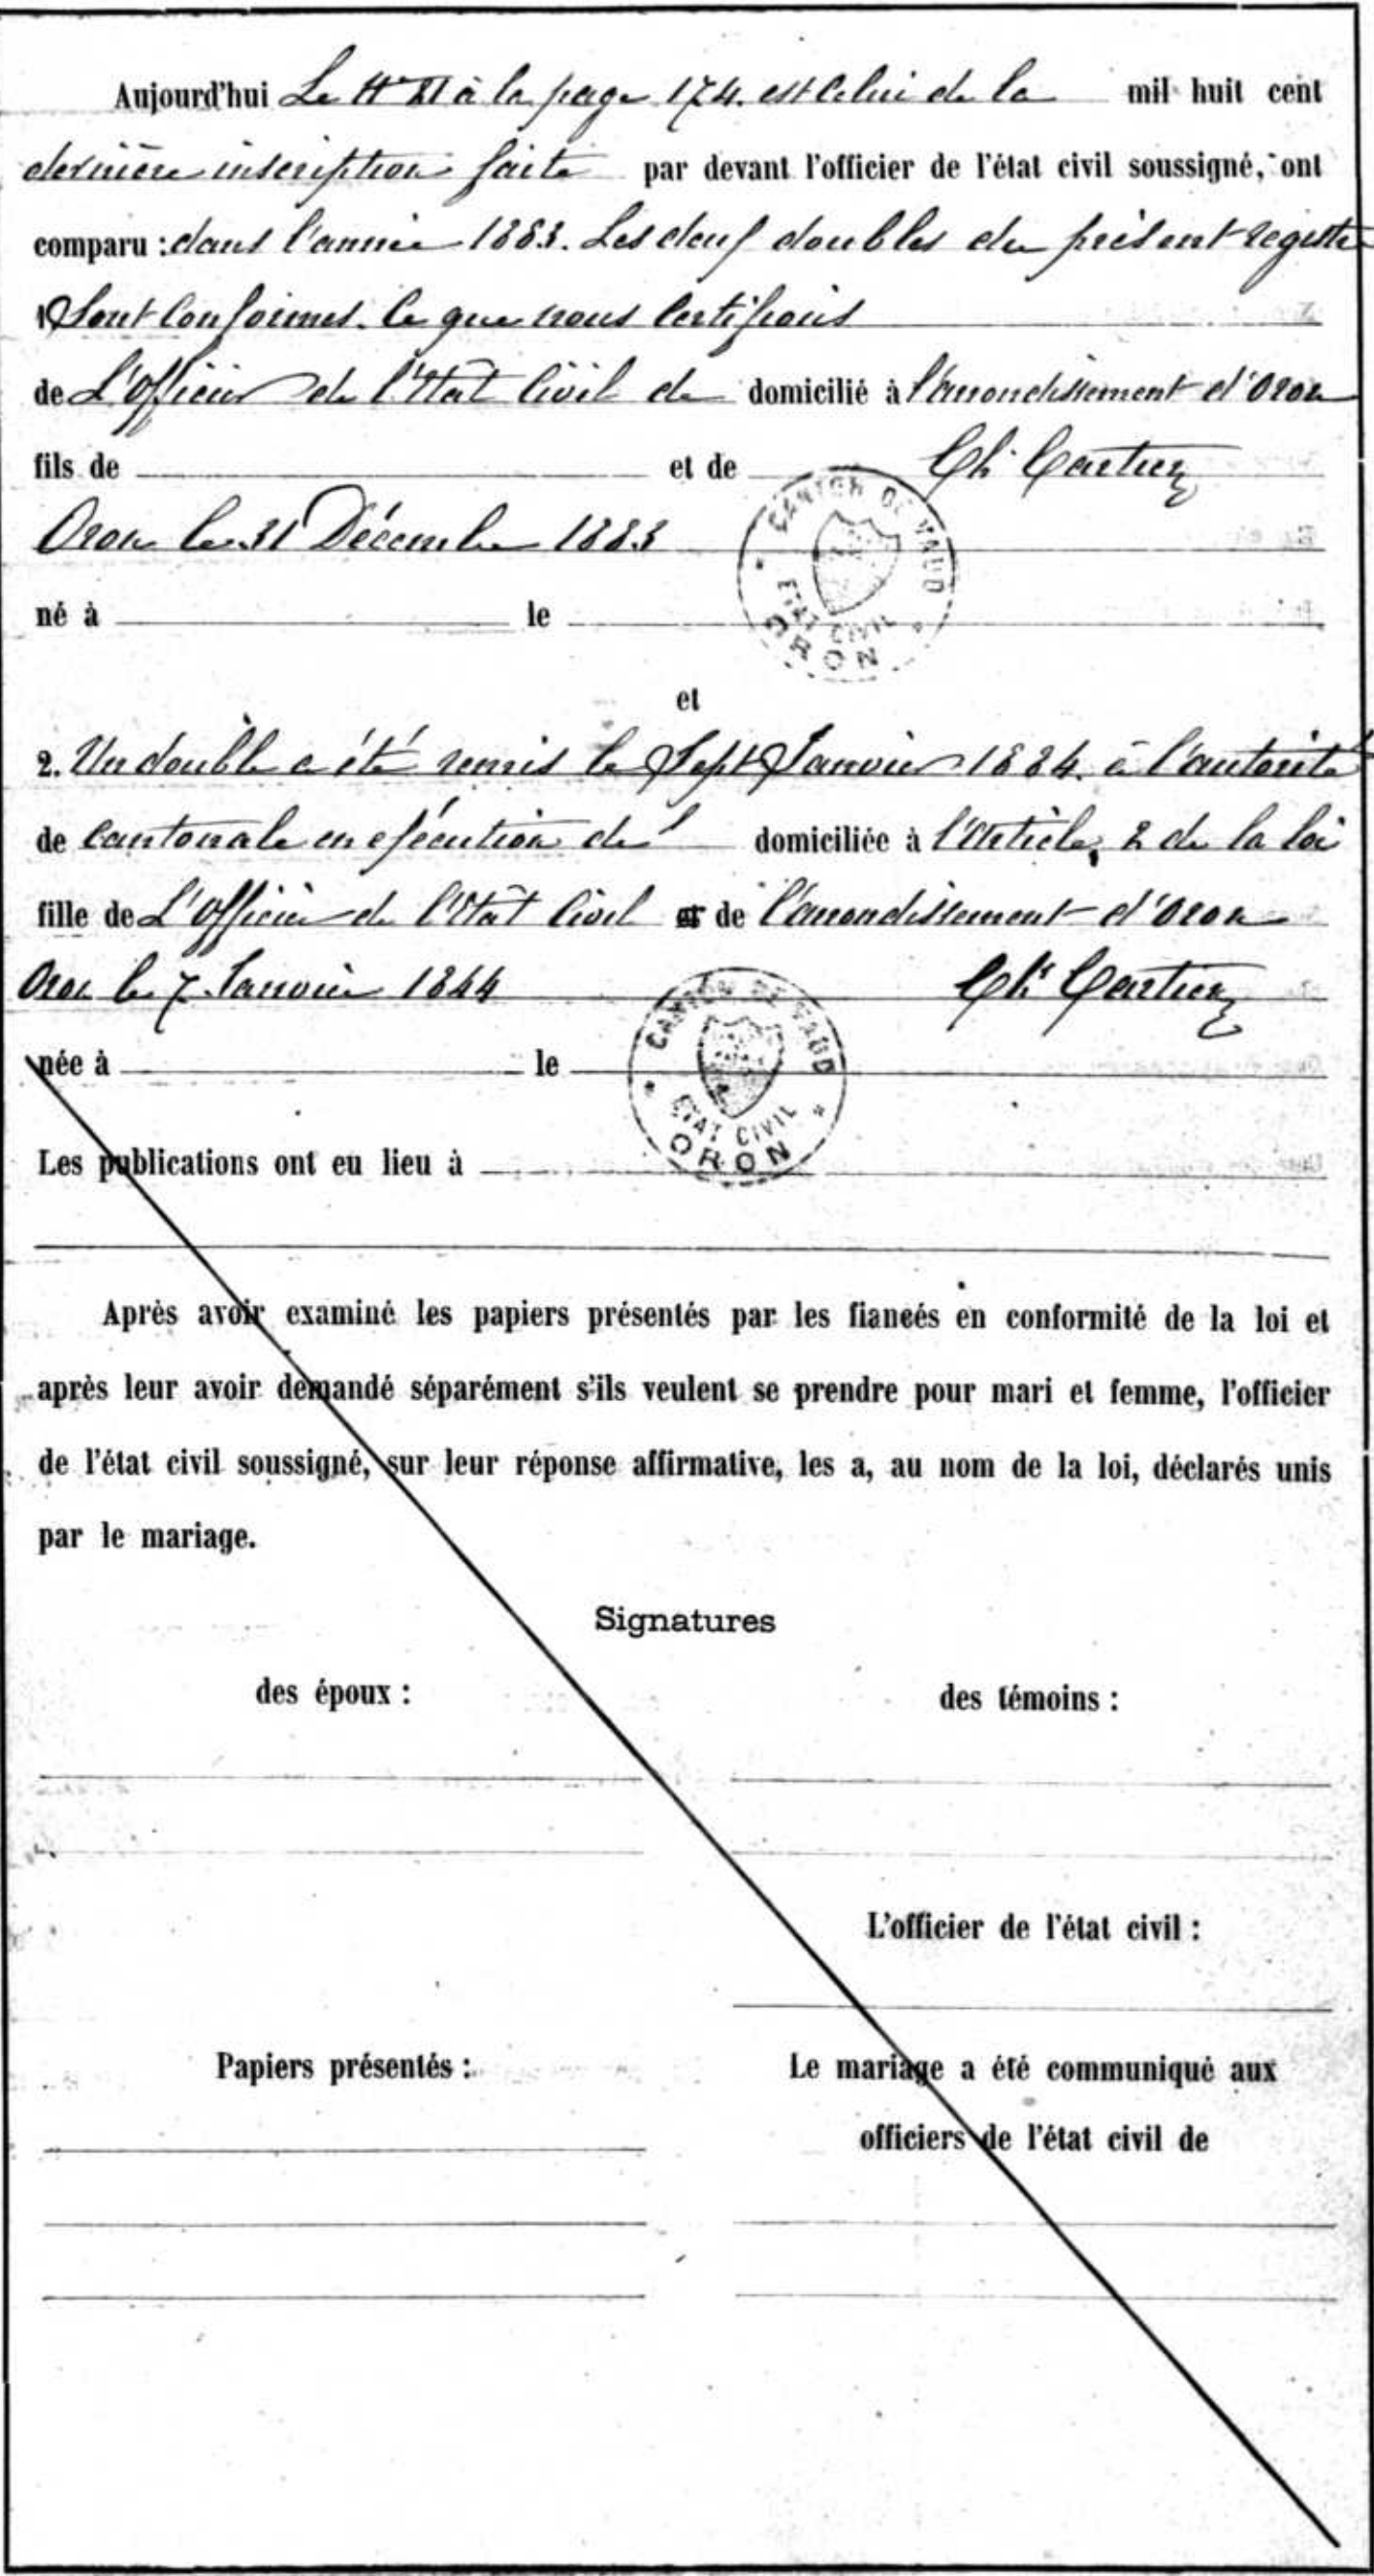 Aujourd'hui Le N° 21 à la page 174. est celui de la mil huit cent
dernière inscription faite par devant l'officier de l'état civil soussigné, ont
comparu : dans l'année 1883. Les deux doubles du présent registre
1 Sont conformes. Ce que nous certifions
de L'Officier de l'Etat Civil de domicilié à l'arrondissement d'Oron
fils de et de Ch.
Oron le 31 Décembre 1883
CANTON DE VAUD
né à le
ETAT CIVIL
ORON
et
2. Un double a été remis le Sept Janvier 1884. à l'autorité
de cantonale en exécution de domiciliée à l'Article 2 de la loi
fille de L'Officier de l'Etat Civil et de l'arrondissement d'Oron
Oron le 7. Janvier 1844 Chs
CANTON DE VAUD
née à le
ETAT CIVIL
ORON
Les publications ont eu lieu à
Après avoir examiné les papiers présentés par les fiancés en conformité de la loi et
après leur avoir demandé séparément s'ils veulent se prendre pour mari et femme, l'officier
de l'état civil soussigné, sur leur réponse affirmative, les a, au nom de la loi, déclarés unis
par le mariage.
Signatures
des époux : des témoins :
L'officier de l'état civil :
Papiers présentés : Le mariage a été communiqué aux
officiers de l'état civil de